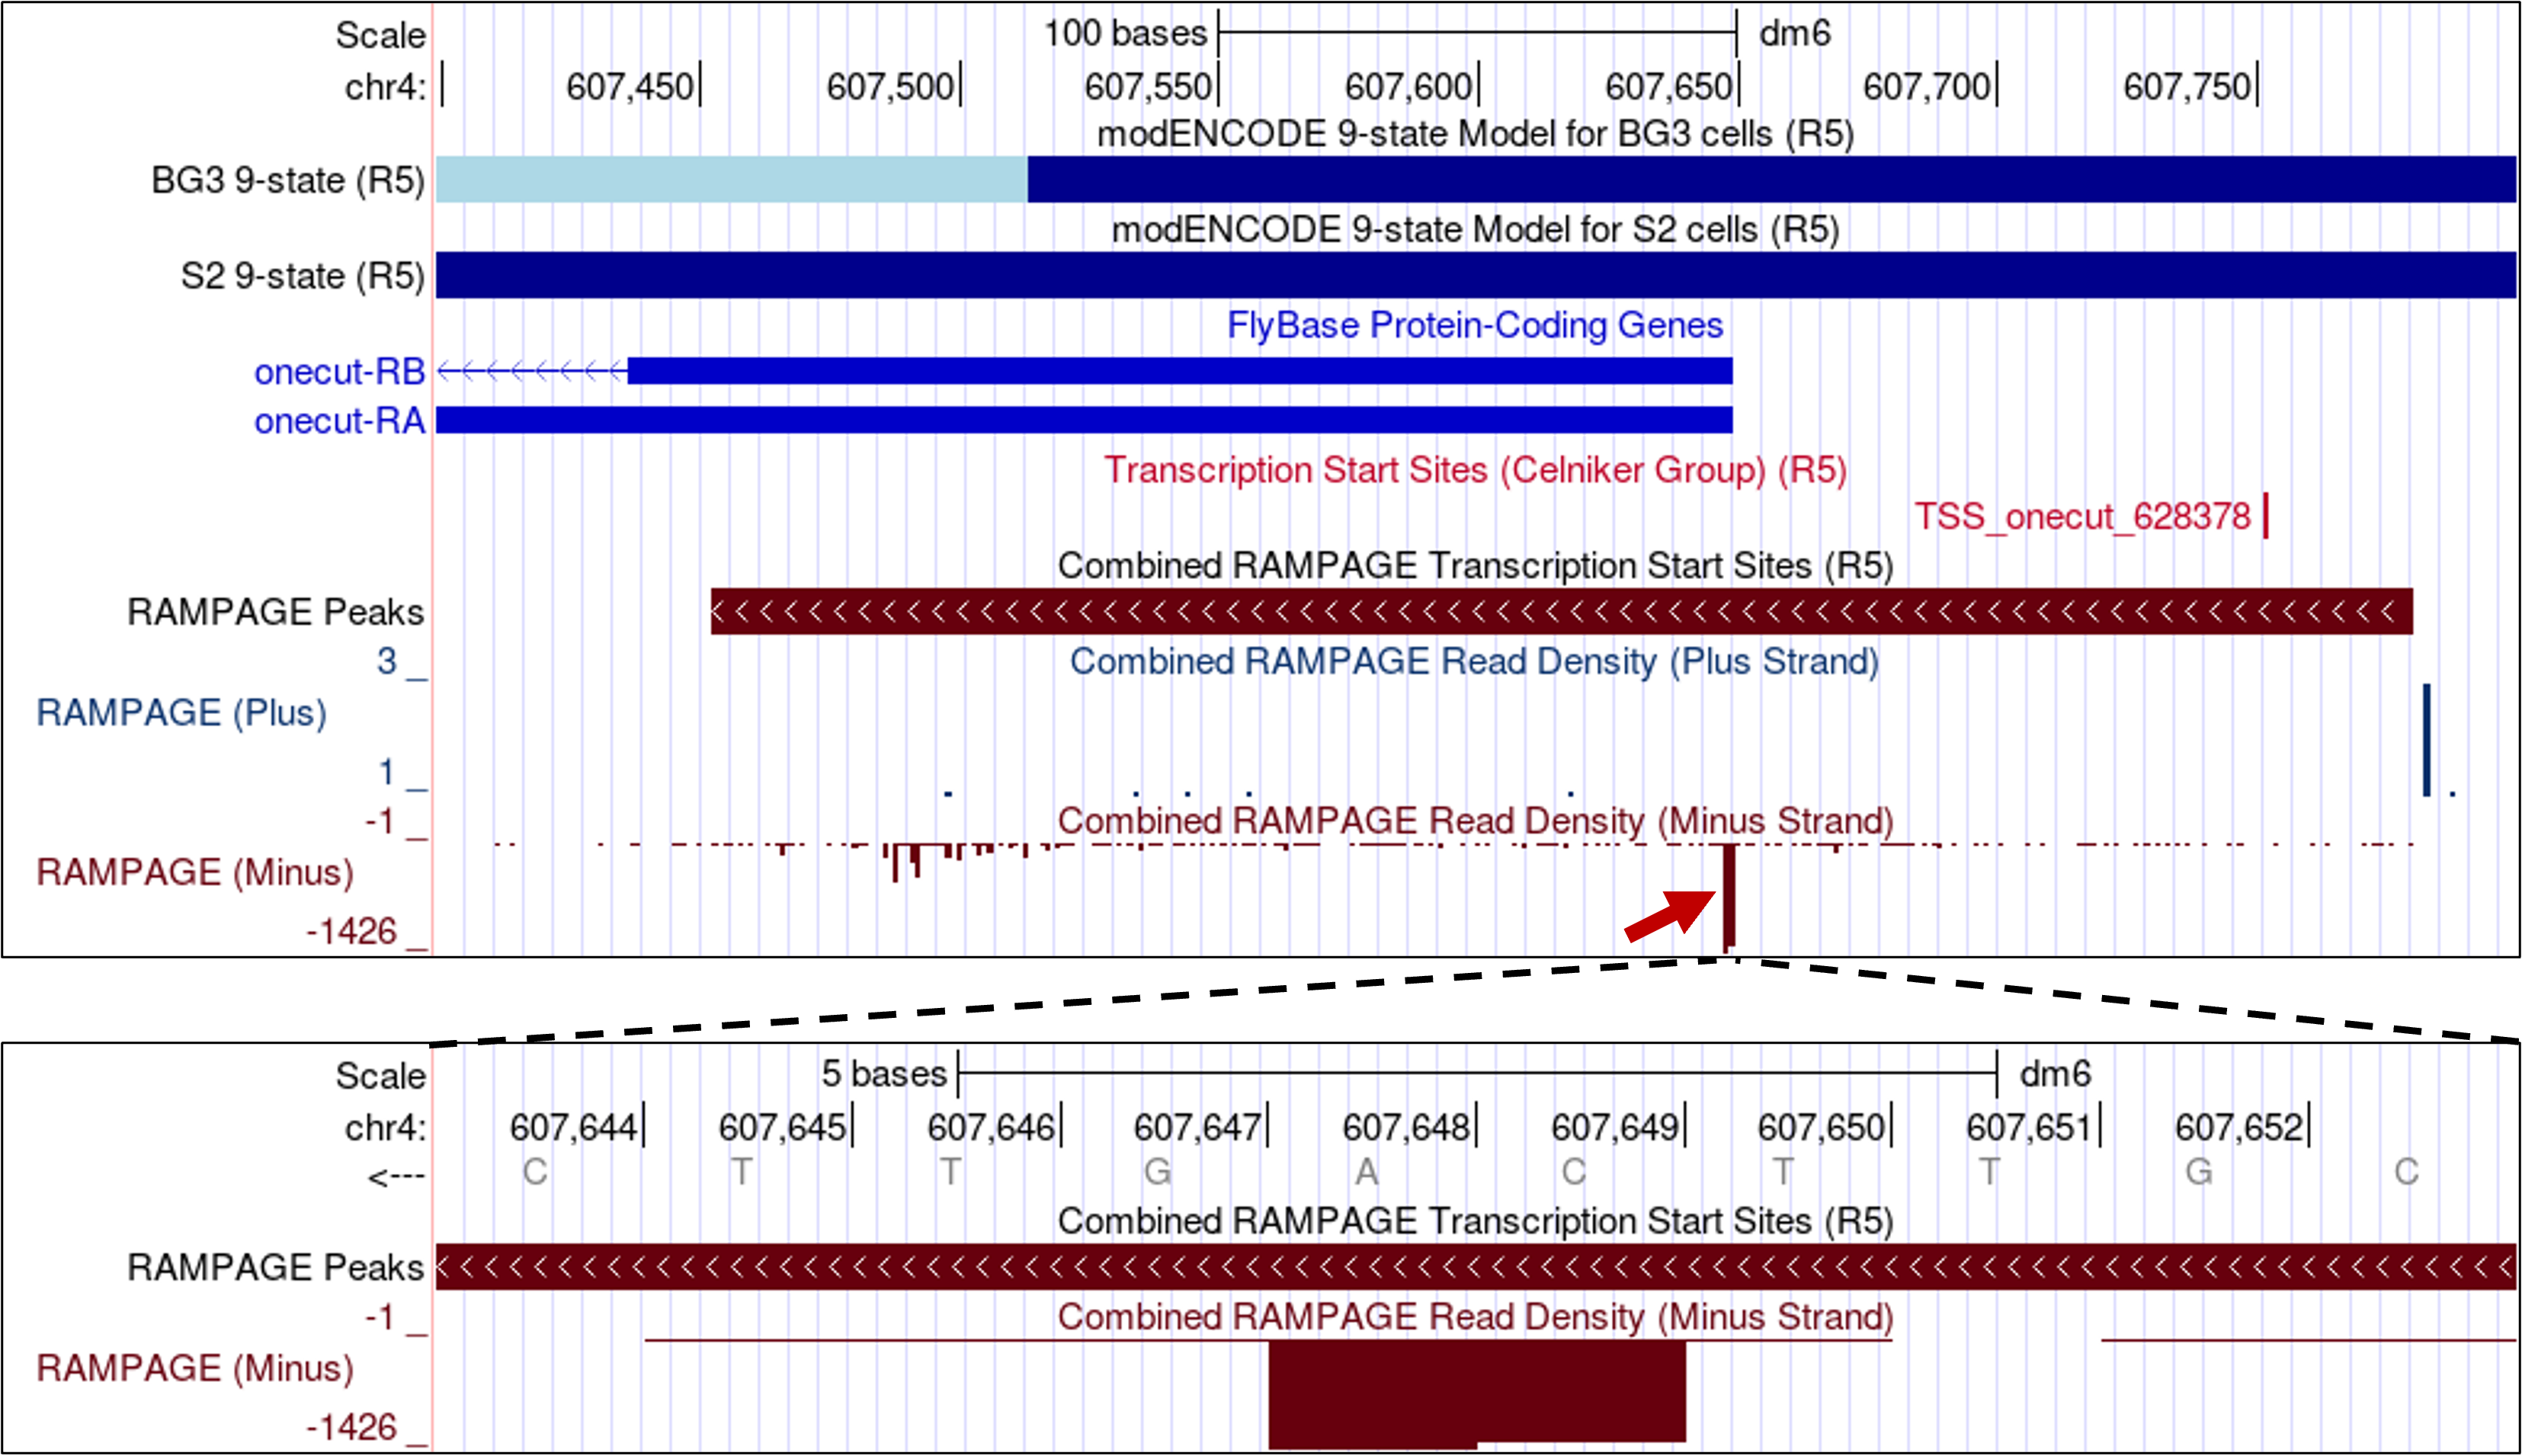 Scale 100 bases dm6
chr4: 607,450 607,500 607,550 607,600 607,650 607,700 607,750
modENCODE 9-state Model for BG3 cells (R5)
BG3 9-state (R5)
modENCODE 9-state Model for S2 cells (R5)
S2 9-state (R5)
FlyBase Protein-Coding Genes
onecut-RB
onecut-RA
Transcription Start Sites (Celniker Group) (R5)
TSS_onecut_628378
Combined RAMPAGE Transcription Start Sites (R5)
RAMPAGE Peaks
3 _ Combined RAMPAGE Read Density (Plus Strand)
RAMPAGE (Plus)
1 _
-1 _ Combined RAMPAGE Read Density (Minus Strand)
RAMPAGE (Minus)
-1426 _
Scale 5 bases dm6
chr4: 607,644 607,645 607,646 607,647 607,648 607,649 607,650 607,651 607,652
<--- C T T G A C T T G C
Combined RAMPAGE Transcription Start Sites (R5)
RAMPAGE Peaks
-1 _ Combined RAMPAGE Read Density (Minus Strand)
RAMPAGE (Minus)
-1426 _